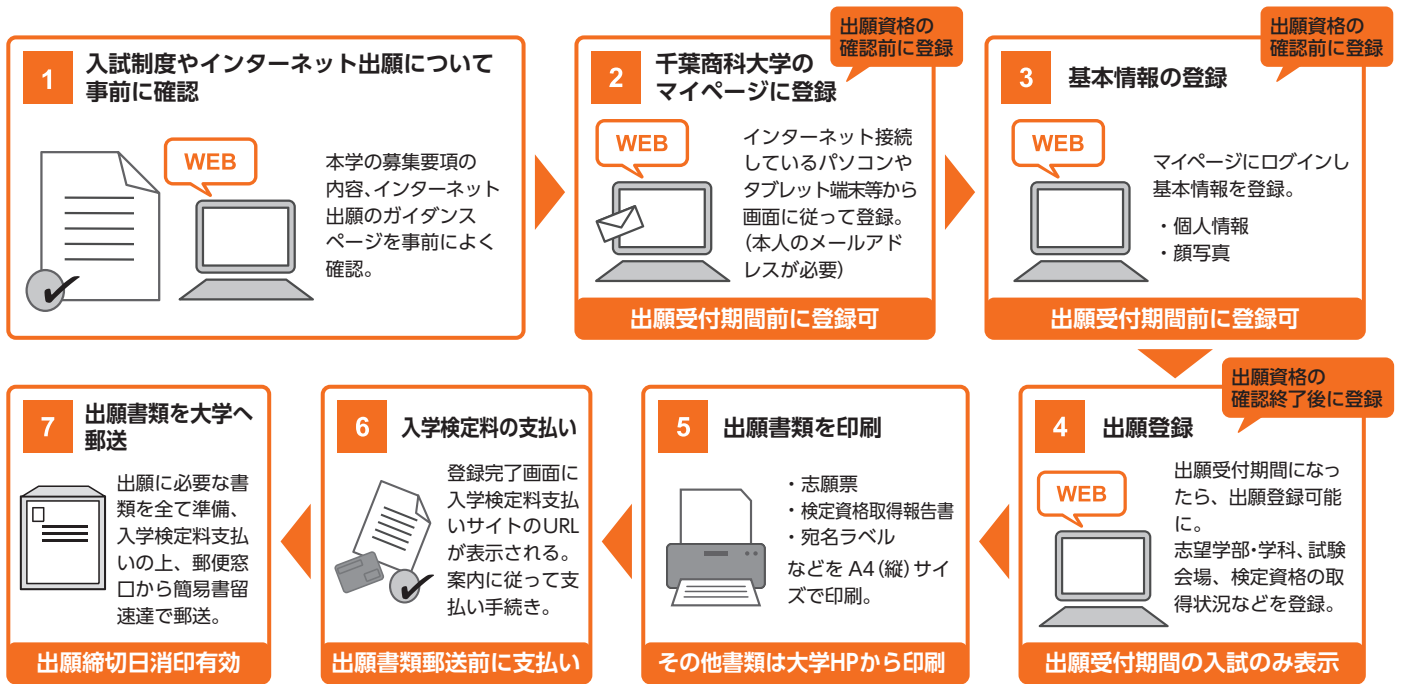 1
入試制度やインターネット出願について
事前に確認
WEB
本学の募集要項の
内容、インターネット
出願のガイダンス
ページを事前によく
確認。
出願資格の
確認前に登録
2
千葉商科大学の
マイページに登録
WEB
インターネット接続
しているパソコンや
タブレット端末等から
画面に従って登録。
(本人のメールアド
レスが必要)
出願受付期間前に登録可
出願資格の
確認前に登録
3
基本情報の登録
WEB
マイページにログインし
基本情報を登録。
・個人情報
・顔写真
出願受付期間前に登録可
出願資格の
確認終了後に登録
4
出願登録
WEB
出願受付期間になっ
たら、出願登録可能
に。
志望学部・学科、試験
会場、検定資格の取
得状況などを登録。
出願受付期間の入試のみ表示
5
出願書類を印刷
・志願票
・検定資格取得報告書
・宛名ラベル
などを A4(縦)サイ
ズで印刷。
その他書類は大学HPから印刷
6
入学検定料の支払い
登録完了画面に
入学検定料支払
いサイトのURL
が表示される。
案内に従って支
払い手続き。
出願書類郵送前に支払い
7
出願書類を大学へ
郵送
出願に必要な書
類を全て準備、
入学検定料支払
いの上、郵便窓
口から簡易書留
速達で郵送。
出願締切日消印有効